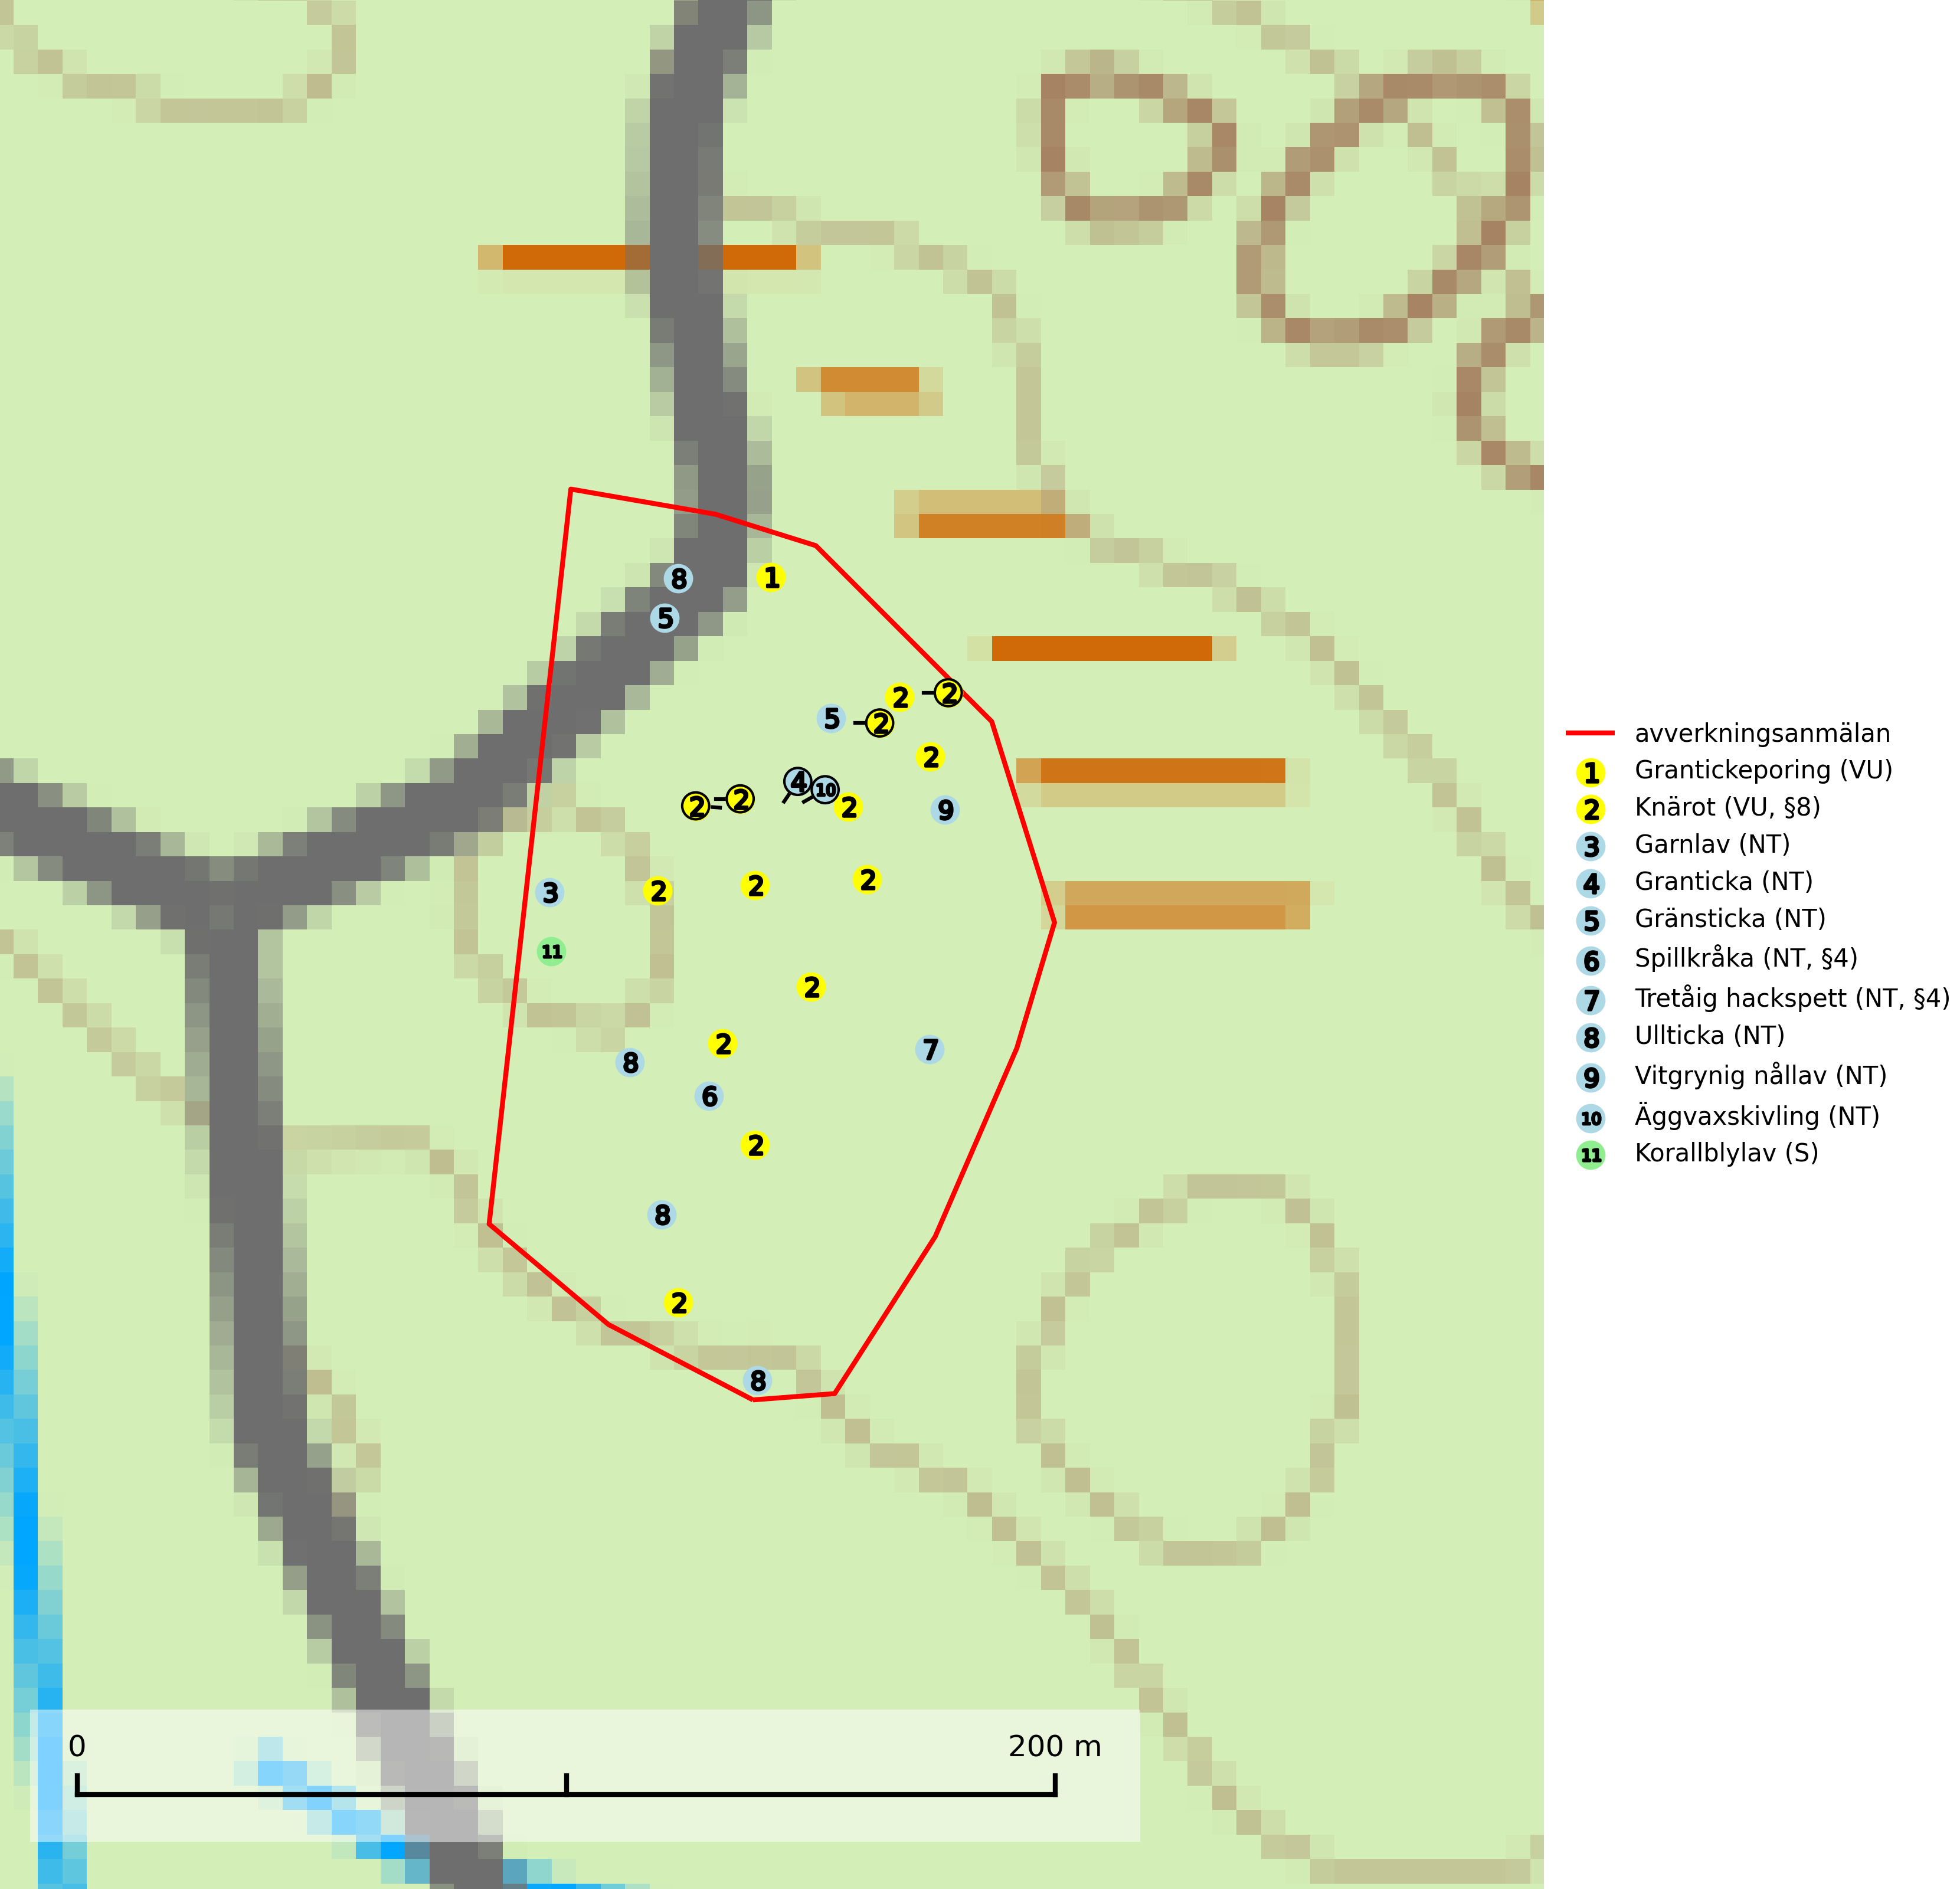 8
1
5
2
2
5
2
2
4
10
2
2
2
9
3
2
2
2
11
2
2
7
8
6
2
8
2
8
avverkningsanmälan
1 Grantickeporing (VU)
2 Knärot (VU, §8)
3 Garnlav (NT)
4 Granticka (NT)
5 Gränsticka (NT)
6 Spillkråka (NT, §4)
7 Tretåig hackspett (NT, §4)
8 Ullticka (NT)
9 Vitgrynig nållav (NT)
10 Äggvaxskivling (NT)
11 Korallblylav (S)
0 200 m